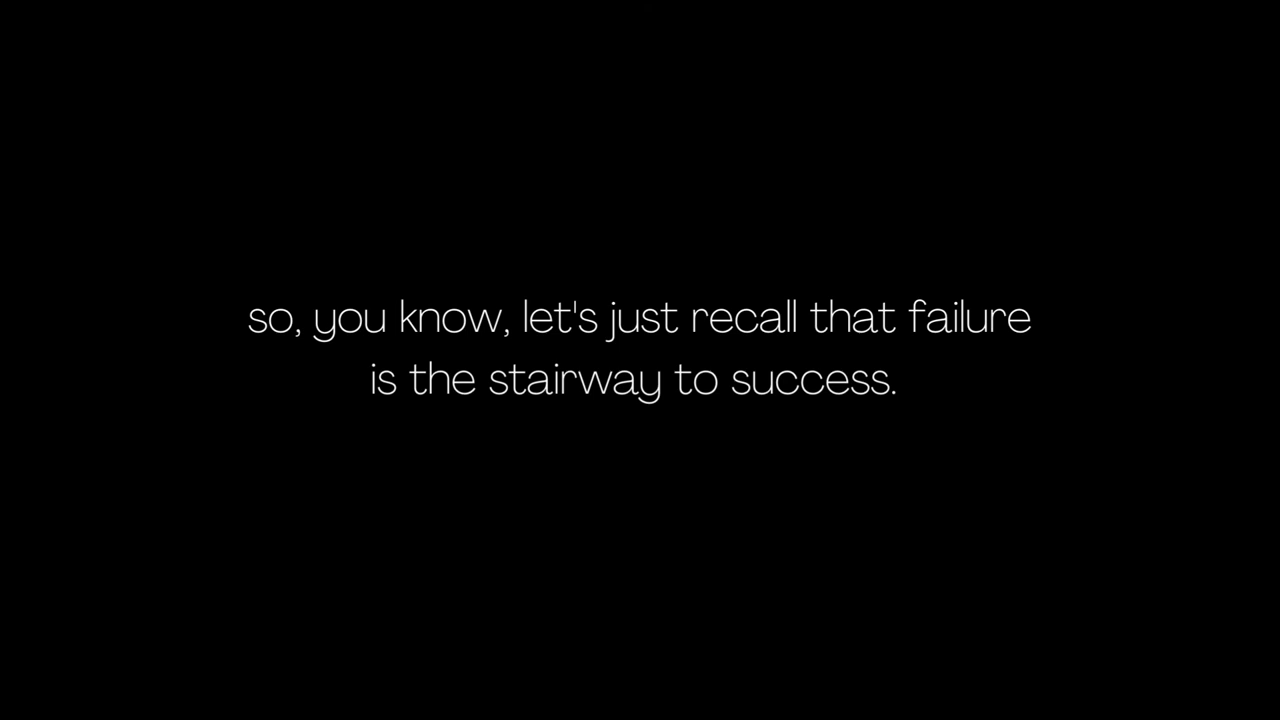 so, you know, let's just recall that failure
is the stairway to success.